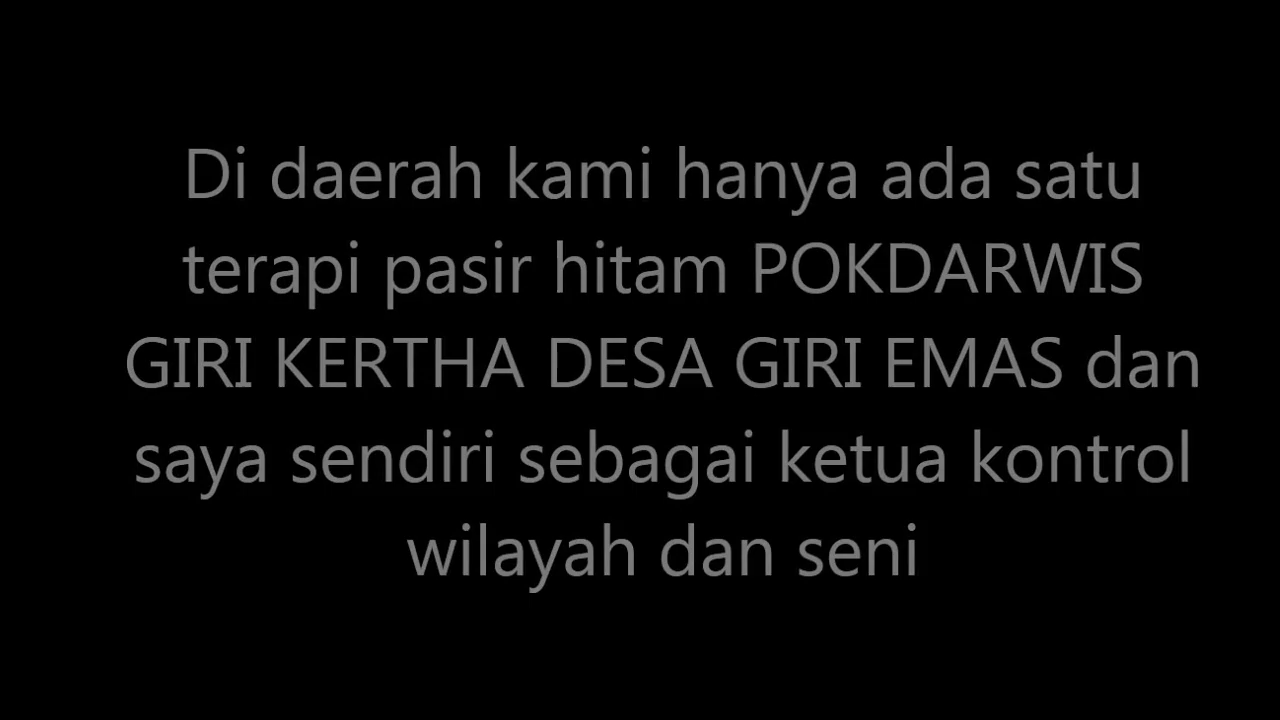 Di daerah kami hanya ada satu
terapi pasir hitam POKDARWIS
GIRI KERTHA DESA GIRI EMAS dan
saya sendiri sebagai ketua kontrol
wilayah dan seni